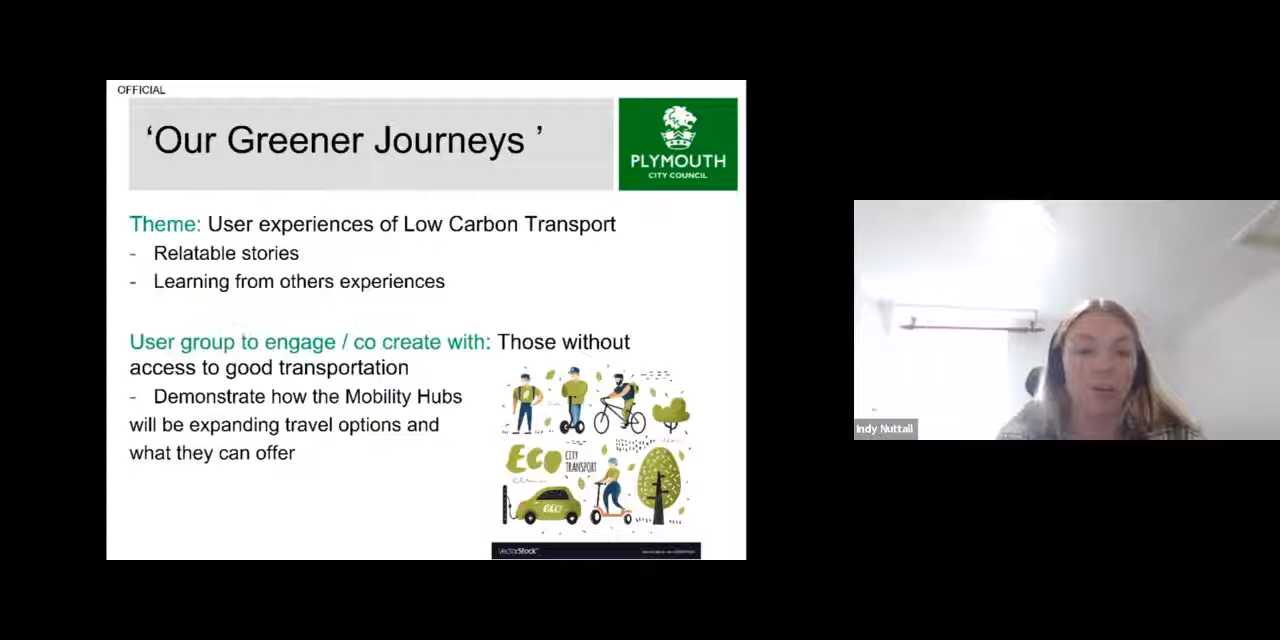 OFFICIAL
‘Our Greener Journeys ’
PLYMOUTH
CITY COUNCIL
Theme: User experiences of Low Carbon Transport
- Relatable stories
- Learning from others experiences
User group to engage / co create with: Those without
access to good transportation
- Demonstrate how the Mobility Hubs
will be expanding travel options and
what they can offer
ECO CITY
TRANSPORT
eco
VectorStock
Indy Nuttall